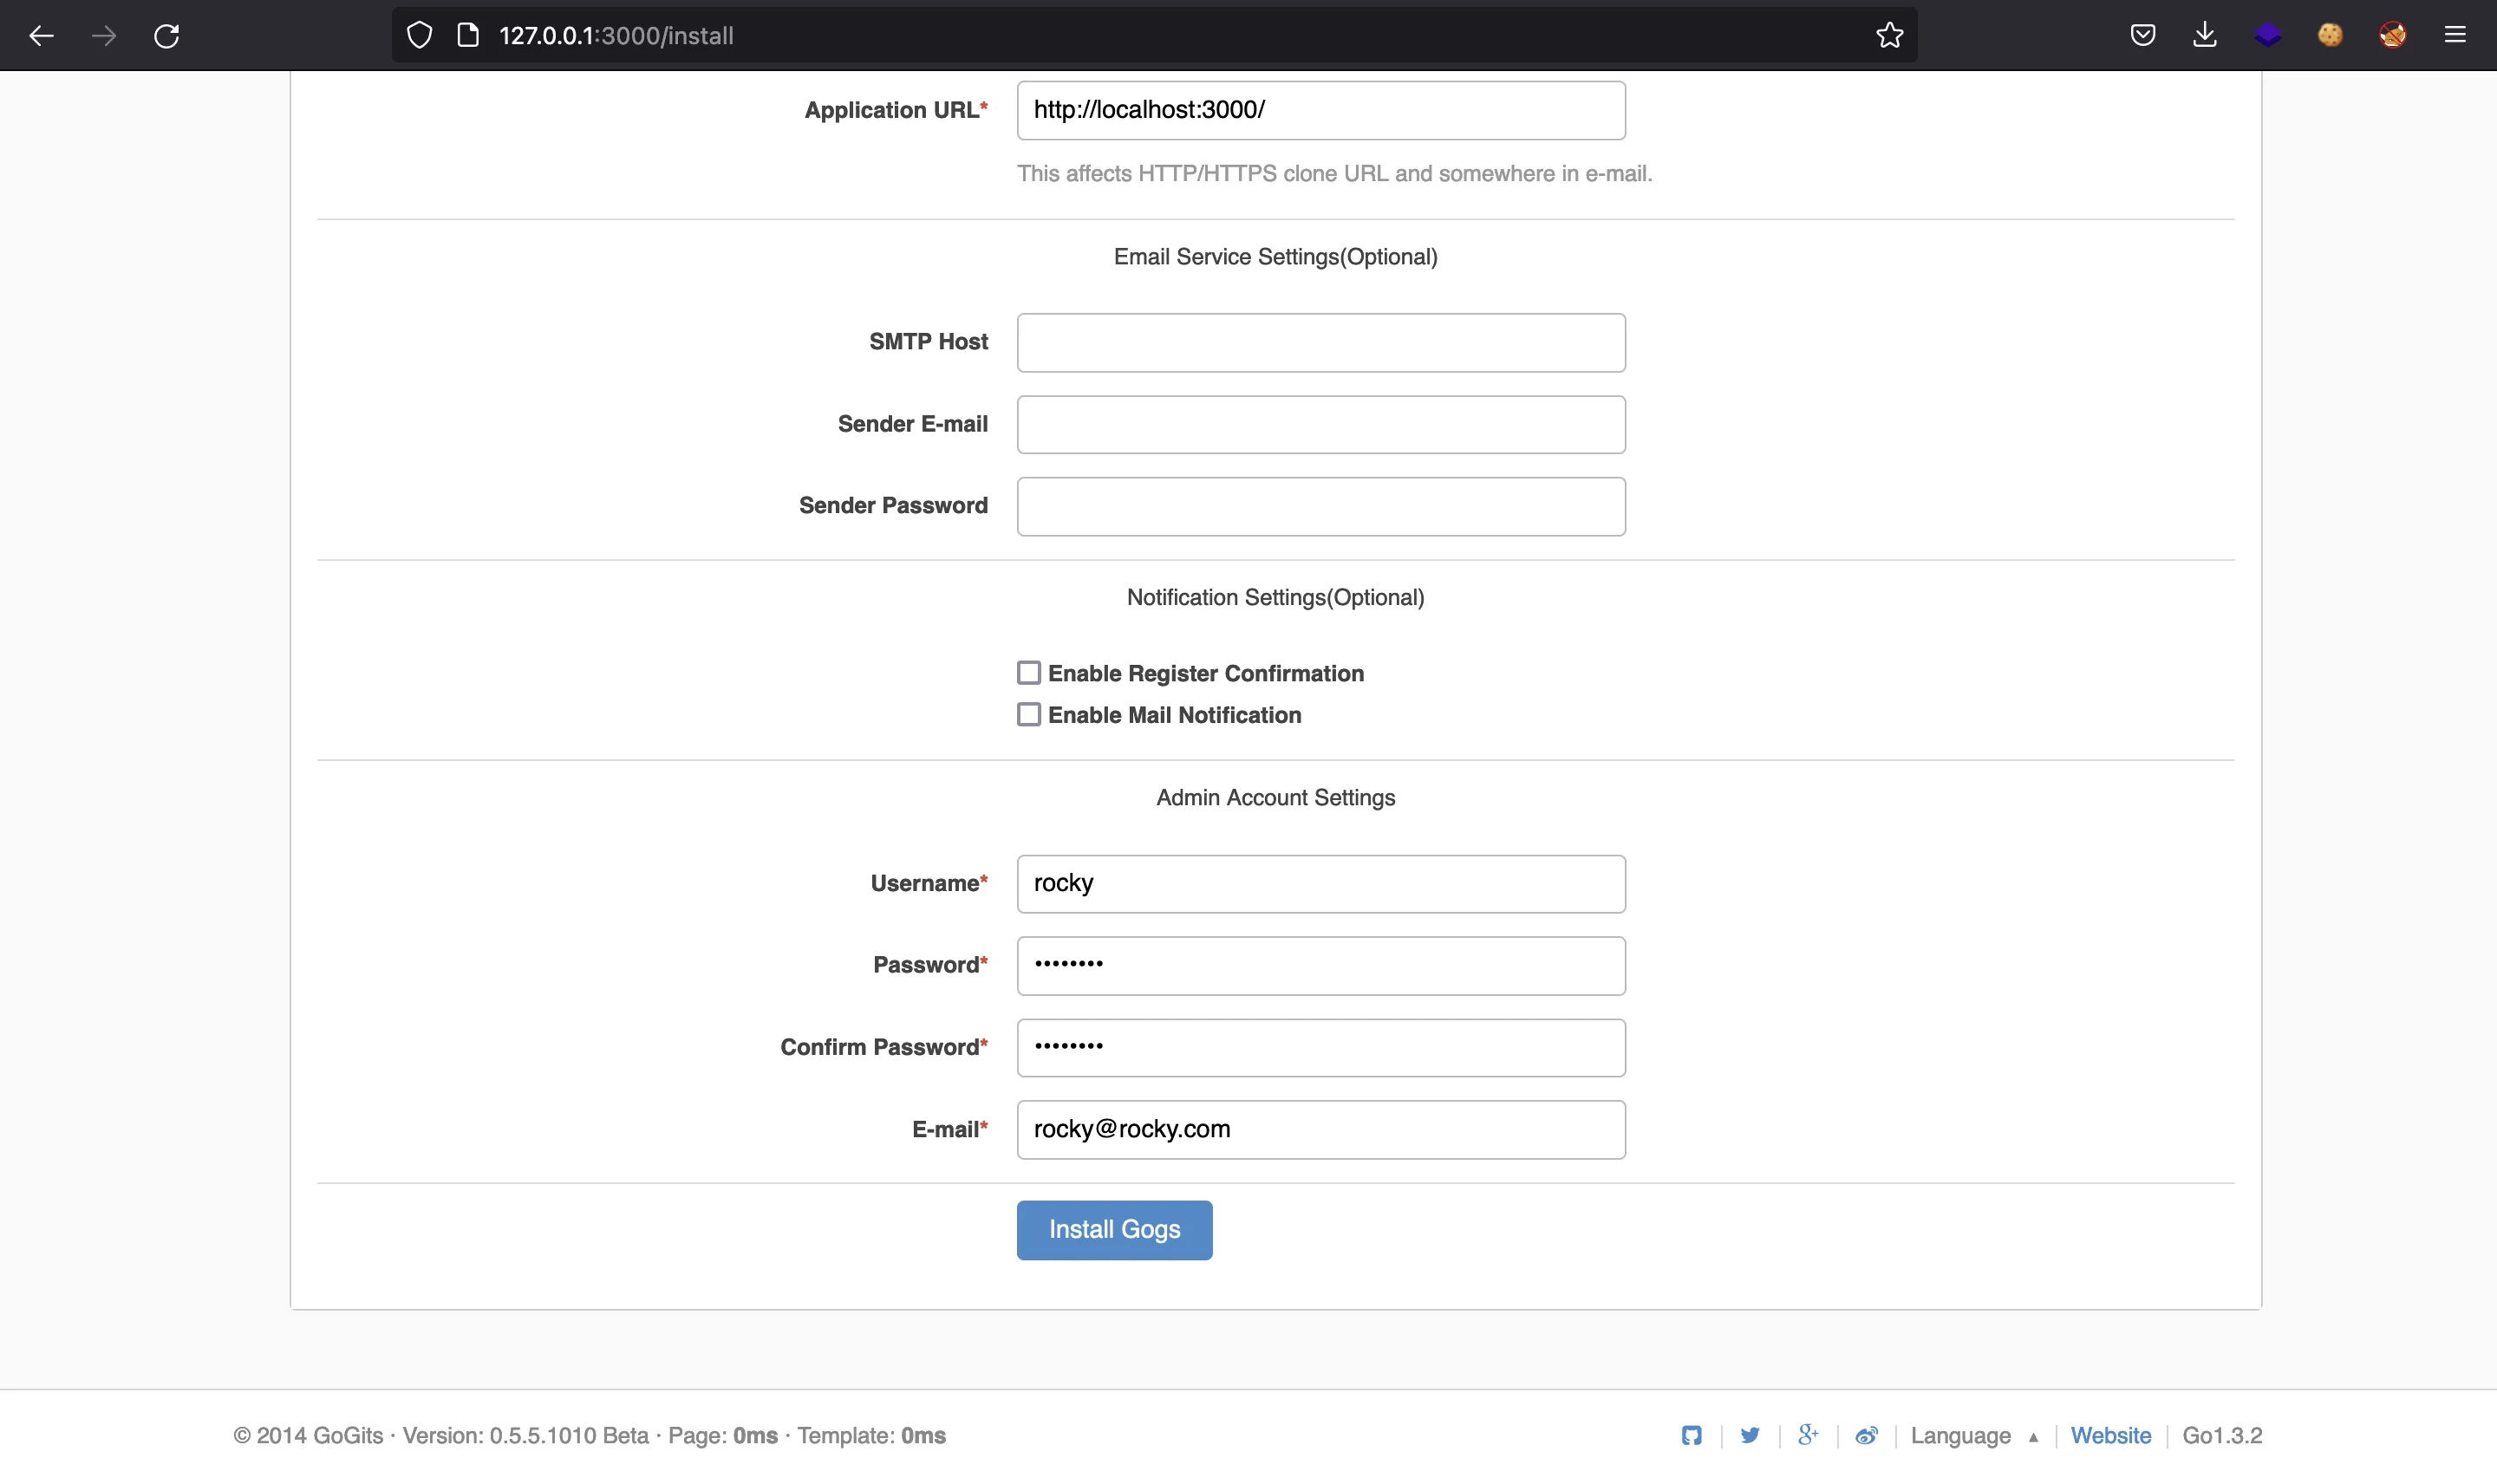 127.0.0.1:3000/install
Application URL*
http://localhost:3000/
This affects HTTP/HTTPS clone URL and somewhere in e-mail.
Email Service Settings(Optional)
SMTP Host
Sender E-mail
Sender Password
Notification Settings(Optional)
Enable Register Confirmation
Enable Mail Notification
Admin Account Settings
Username*
rocky
Password*
••••••••
Confirm Password*
••••••••
E-mail*
rocky@rocky.com
Install Gogs
© 2014 GoGits · Version: 0.5.5.1010 Beta · Page: 0ms · Template: 0ms
Language ▲ Website Go1.3.2